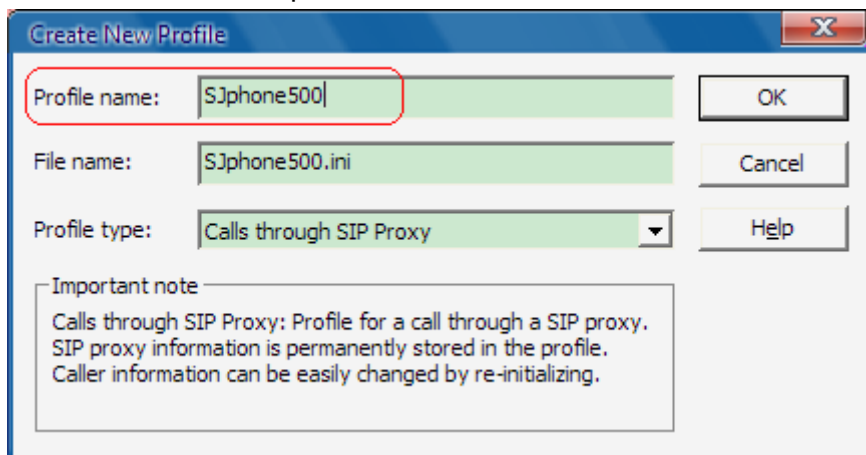 Create New Profile
Profile name: SJphone500 OK
File name: SJphone500.ini Cancel
Profile type: Calls through SIP Proxy Help
Important note
Calls through SIP Proxy: Profile for a call through a SIP proxy.
SIP proxy information is permanently stored in the profile.
Caller information can be easily changed by re-initializing.